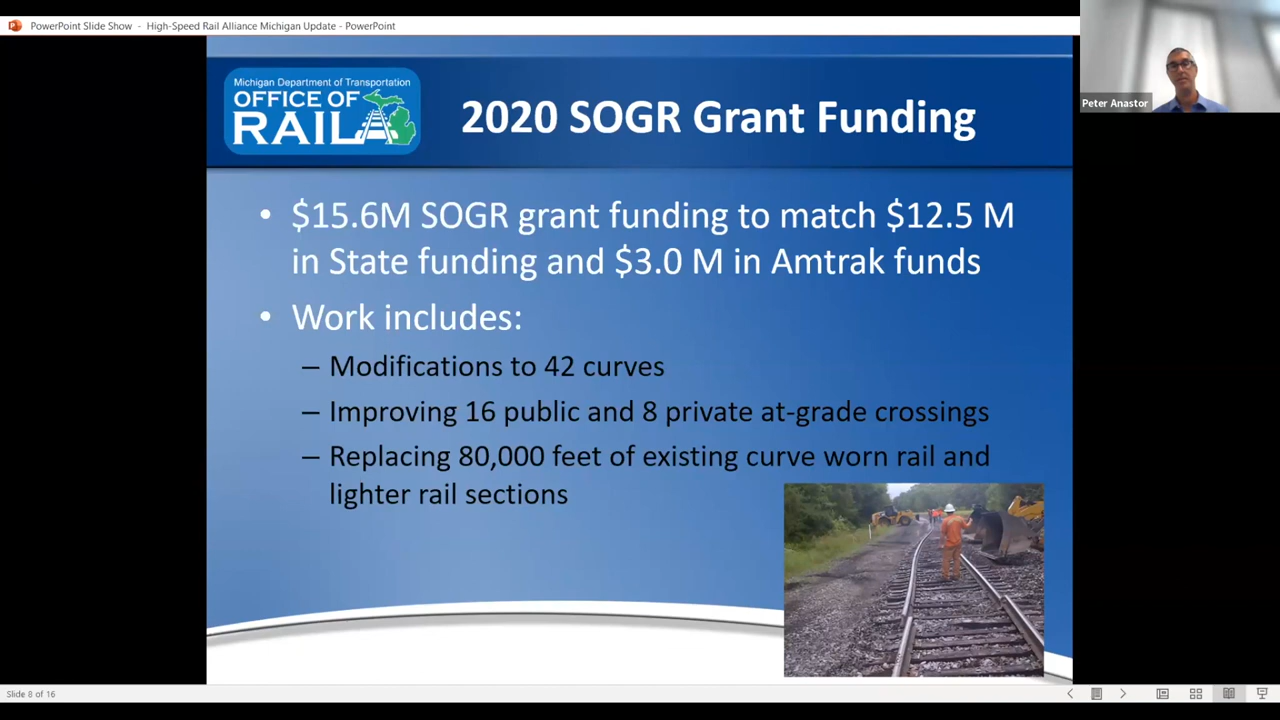 PowerPoint Slide Show - High-Speed Rail Alliance Michigan Update - PowerPoint
Peter Anastor
Michigan Department of Transportation
OFFICE OF
RAIL
2020 SOGR Grant Funding
• $15.6M SOGR grant funding to match $12.5 M
in State funding and $3.0 M in Amtrak funds
• Work includes:
– Modifications to 42 curves
– Improving 16 public and 8 private at-grade crossings
– Replacing 80,000 feet of existing curve worn rail and
lighter rail sections
Slide 8 of 16